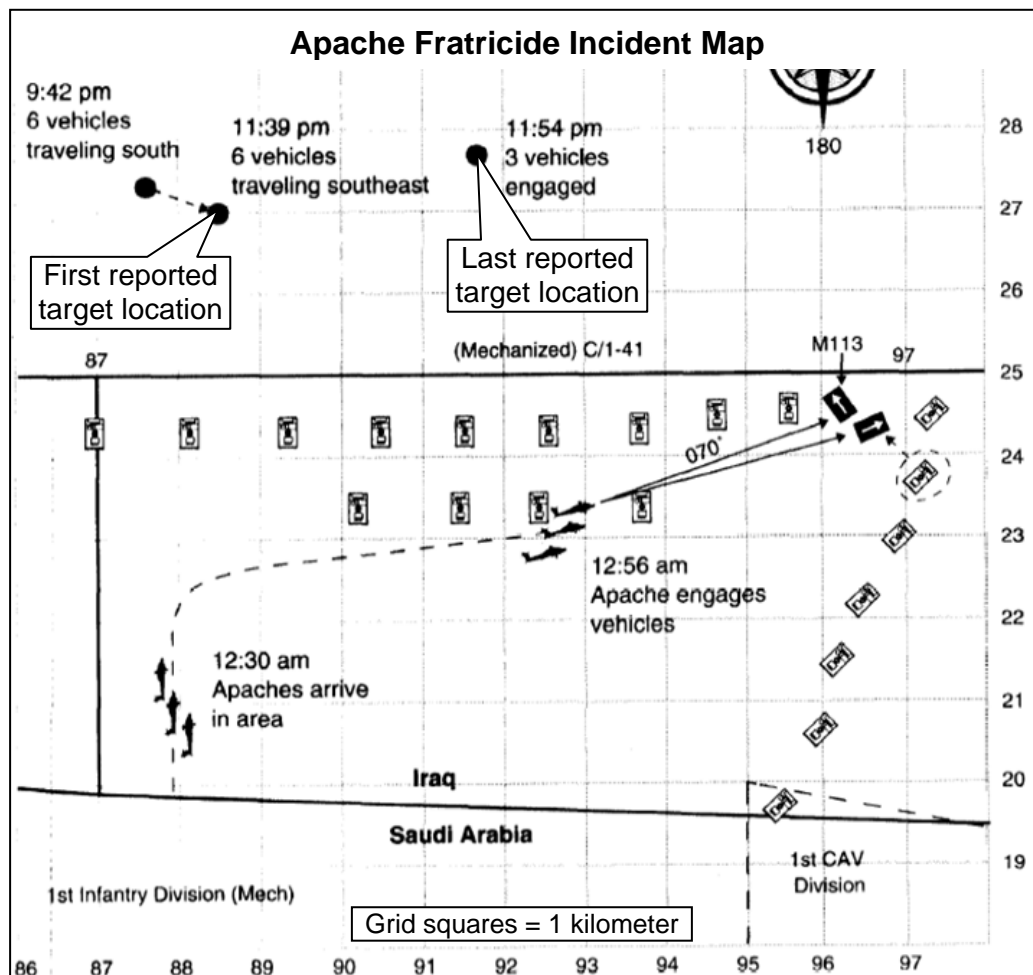 Apache Fratricide Incident Map
9:42 pm
6 vehicles
traveling south
11:39 pm
6 vehicles
traveling southeast
11:54 pm
3 vehicles
engaged
180
28
27
26
25
24
23
22
21
20
19
First reported
target location
Last reported
target location
(Mechanized) C/1-41
M113
87
97
070°
12:56 am
Apache engages
vehicles
12:30 am
Apaches arrive
in area
Iraq
Saudi Arabia
1st CAV
Division
1st Infantry Division (Mech)
Grid squares = 1 kilometer
86 87 88 89 90 91 92 93 94 95 96 97